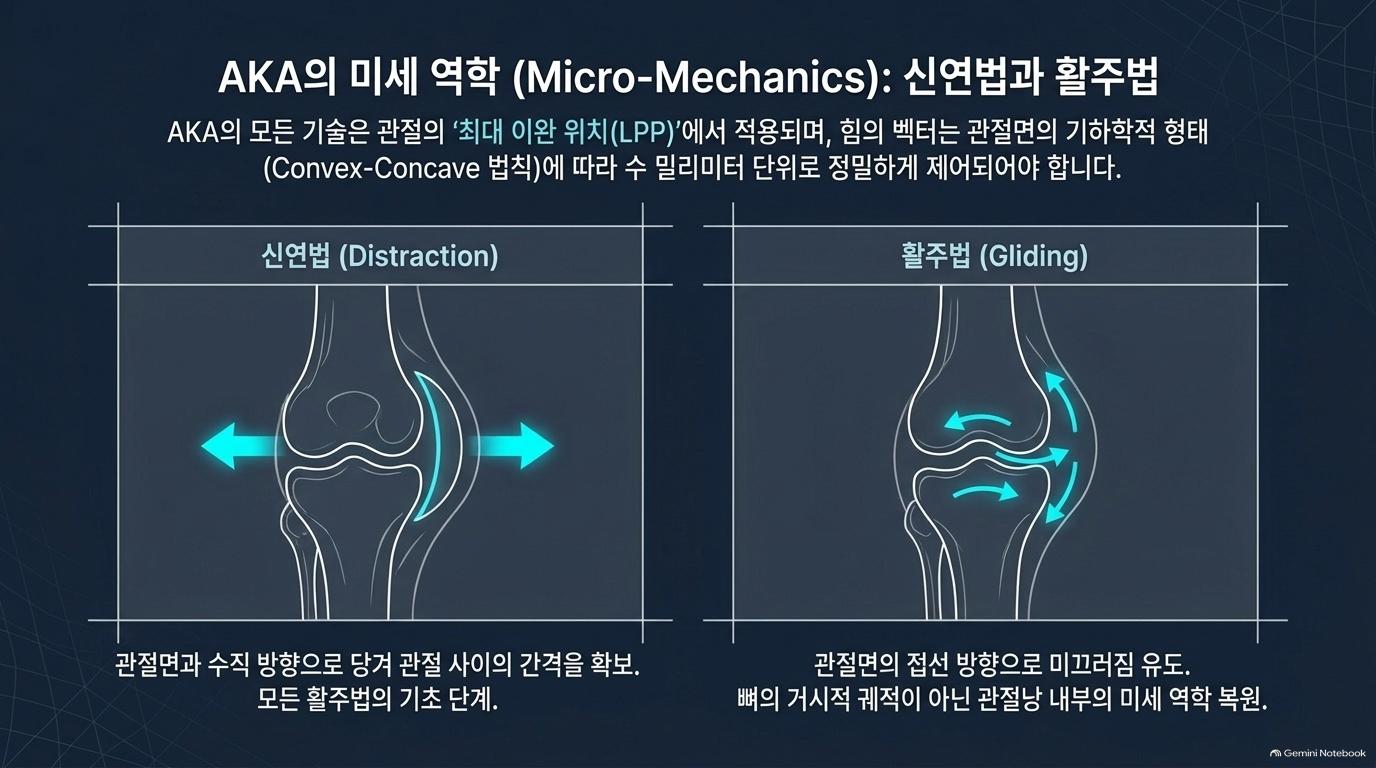 AKA의 미세 역학 (Micro-Mechanics): 신연법과 활주법
AKA의 모든 기술은 관절의 ‘최대 이완 위치(LPP)’에서 적용되며, 힘의 벡터는 관절면의 기하학적 형태
(Convex-Concave 법칙)에 따라 수 밀리미터 단위로 정밀하게 제어되어야 합니다.
신연법 (Distraction)
관절면과 수직 방향으로 당겨 관절 사이의 간격을 확보.
모든 활주법의 기초 단계.
활주법 (Gliding)
관절면의 접선 방향으로 미끄러짐 유도.
뼈의 거시적 궤적이 아닌 관절낭 내부의 미세 역학 복원.
Gemini Notebook